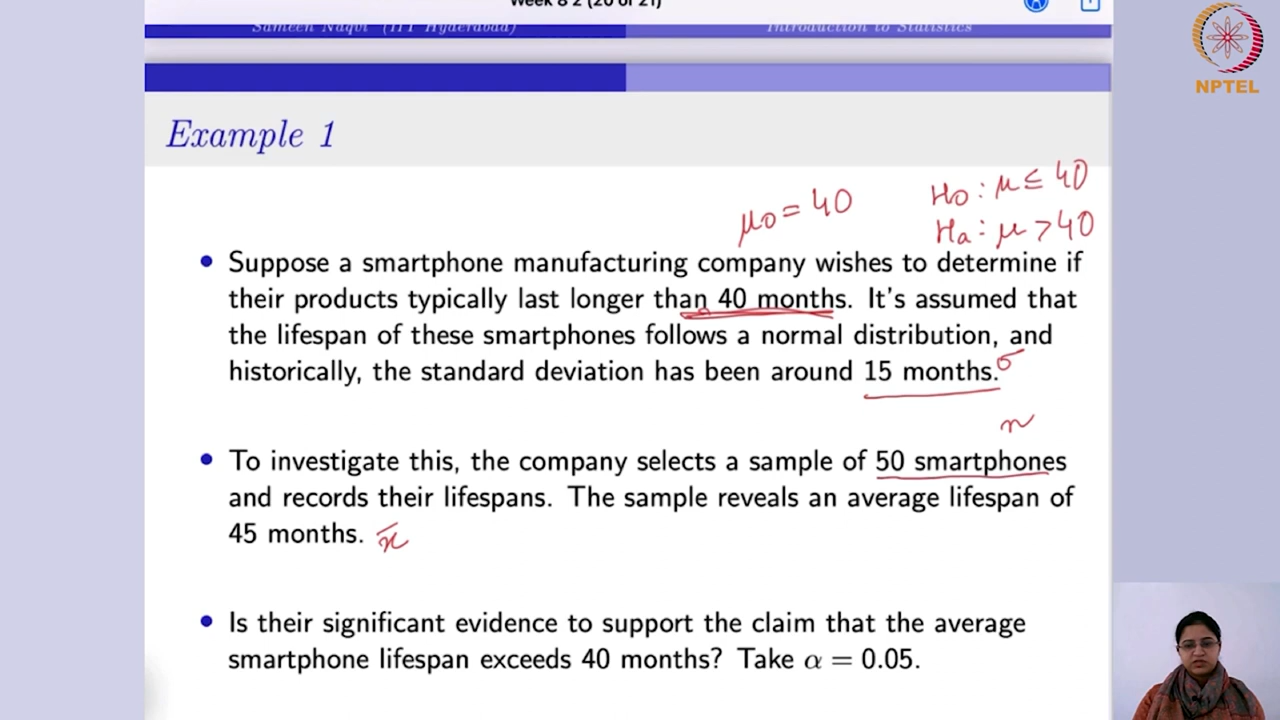 Week 8 2 (20 of 21)
Sameen Naqvi (IIT Hyderabad) Introduction to Statistics
NPTEL
Example 1
μ0 = 40
H0 : μ ≤ 40
Ha : μ > 40
• Suppose a smartphone manufacturing company wishes to determine if
their products typically last longer than 40 months. It's assumed that
the lifespan of these smartphones follows a normal distribution, and
historically, the standard deviation has been around 15 months. σ
n
• To investigate this, the company selects a sample of 50 smartphones
and records their lifespans. The sample reveals an average lifespan of
45 months. x̄
• Is their significant evidence to support the claim that the average
smartphone lifespan exceeds 40 months? Take α = 0.05.